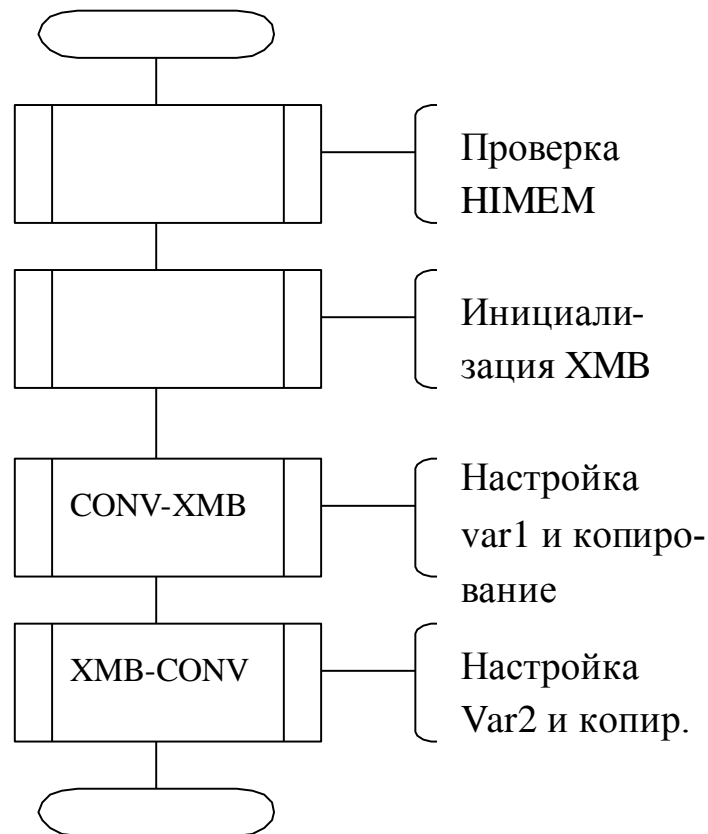 Проверка
HIMEM
Инициали-
зация XMB
CONV-XMB
Настройка
var1 и копиро-
вание
XMB-CONV
Настройка
Var2 и копир.